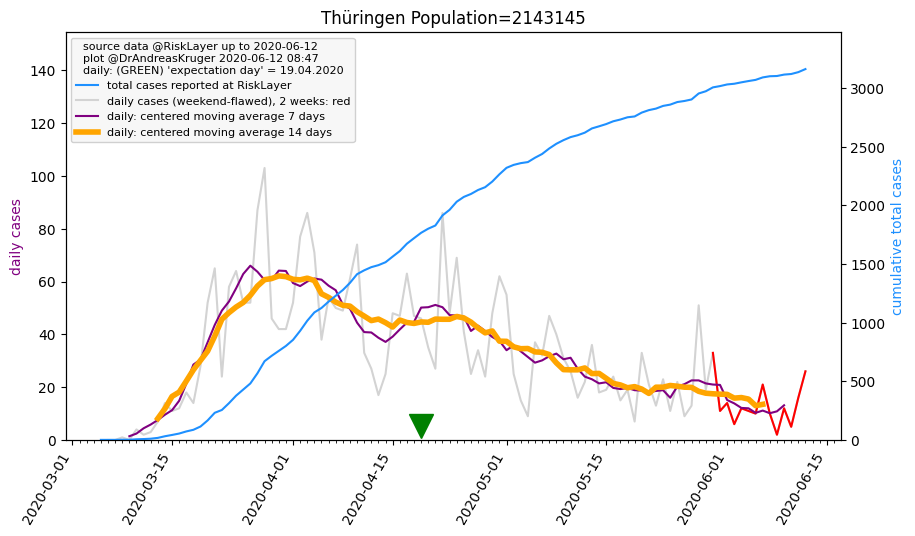 Thüringen Population=2143145
source data @RiskLayer up to 2020-06-12
plot @DrAndreasKruger 2020-06-12 08:47
daily: (GREEN) 'expectation day' = 19.04.2020
total cases reported at RiskLayer
daily cases (weekend-flawed), 2 weeks: red
daily: centered moving average 7 days
daily: centered moving average 14 days
140
120
100
80
60
40
20
0
daily cases
3000
2500
2000
1500
1000
500
0
cumulative total cases
2020-03-01
2020-03-15
2020-04-01
2020-04-15
2020-05-01
2020-05-15
2020-06-01
2020-06-15